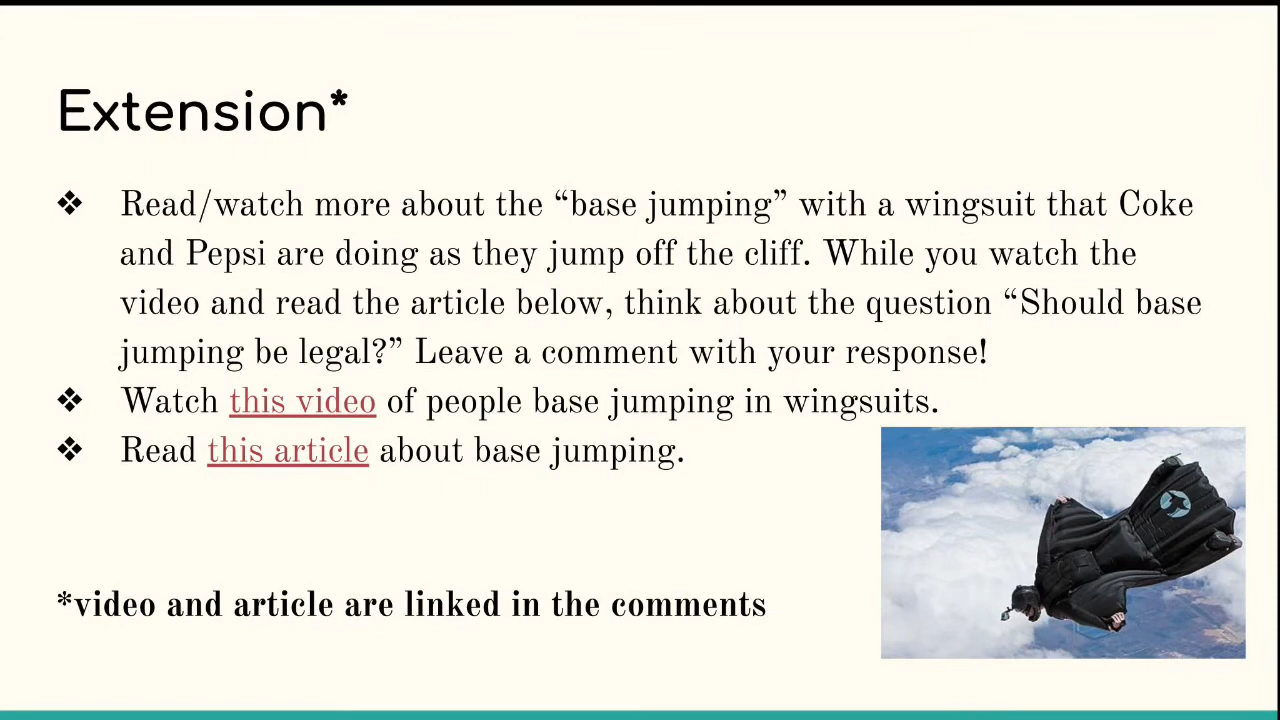 Extension*
❖ Read/watch more about the “base jumping” with a wingsuit that Coke
and Pepsi are doing as they jump off the cliff. While you watch the
video and read the article below, think about the question “Should base
jumping be legal?” Leave a comment with your response!
❖ Watch this video of people base jumping in wingsuits.
❖ Read this article about base jumping.
*video and article are linked in the comments